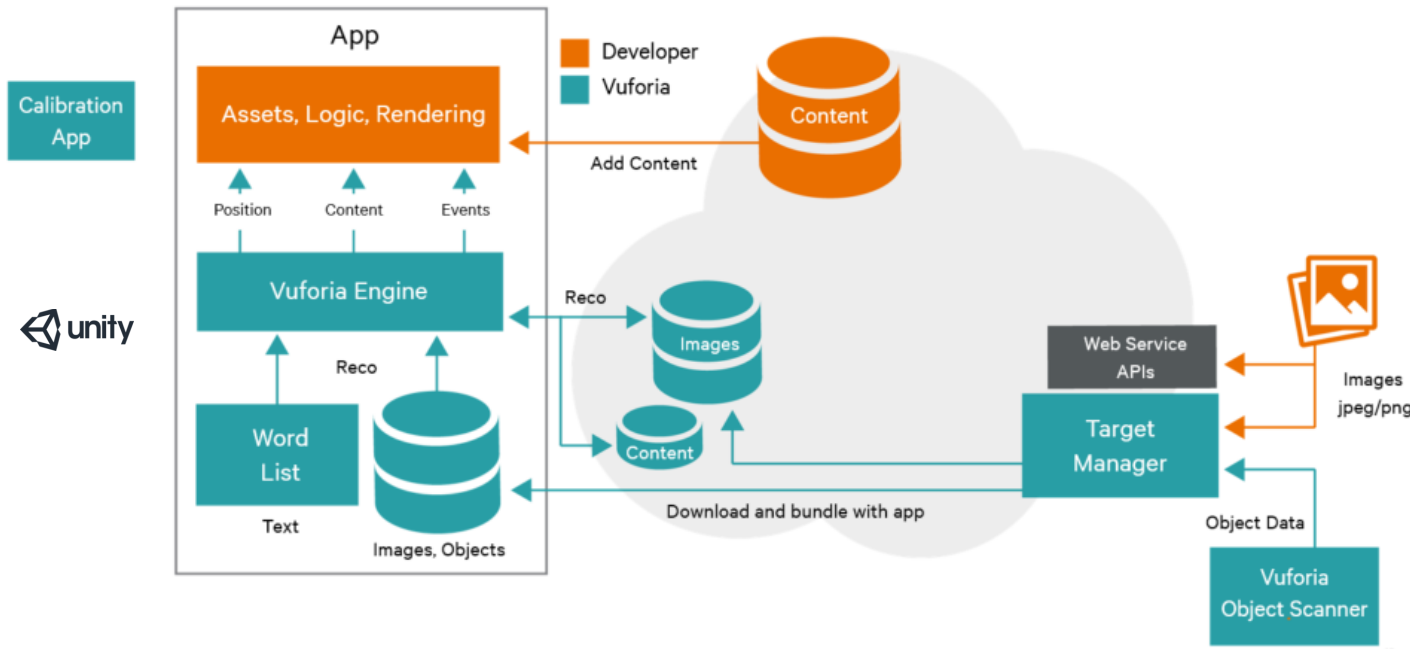 App
Developer
Vuforia
Calibration
App
Assets, Logic, Rendering
Content
Add Content
Position
Content
Events
Vuforia Engine
Reco
Images
unity
Reco
Web Service
APIs
Images
jpeg/png
Word
List
Content
Target
Manager
Download and bundle with app
Text
Images, Objects
Object Data
Vuforia
Object Scanner